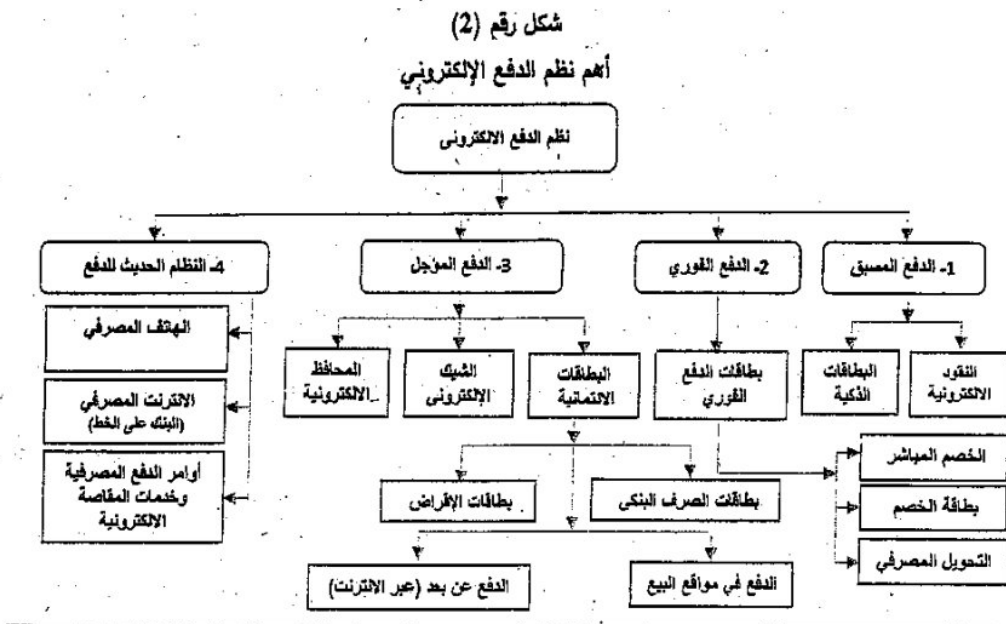 شكل رقم (2)
أهم نظم الدفع الإلكتروني
نظم الدفع الالكترونى
1- الدفع المسبق
2- الدفع الفوري
3- الدفع المؤجل
4- النظام الحديث للدفع
النقود
الالكترونية
البطاقات
الذكية
بطاقات الدفع
الفوري
البطاقات
الائتمانية
الشيك
الإلكترونى
المحافظ
الالكترونية
الهاتف المصرفي
الانترنت المصرفي
(البنك على الخط)
أوامر الدفع المصرفية
وخدمات المقاصة
الالكترونية
الخصم المباشر
بطاقة الخصم
التحويل المصرفي
بطاقات الصرف البنكى
بطاقات الإقراض
الدفع في مواقع البيع
الدفع عن بعد (عبر الانترنت)